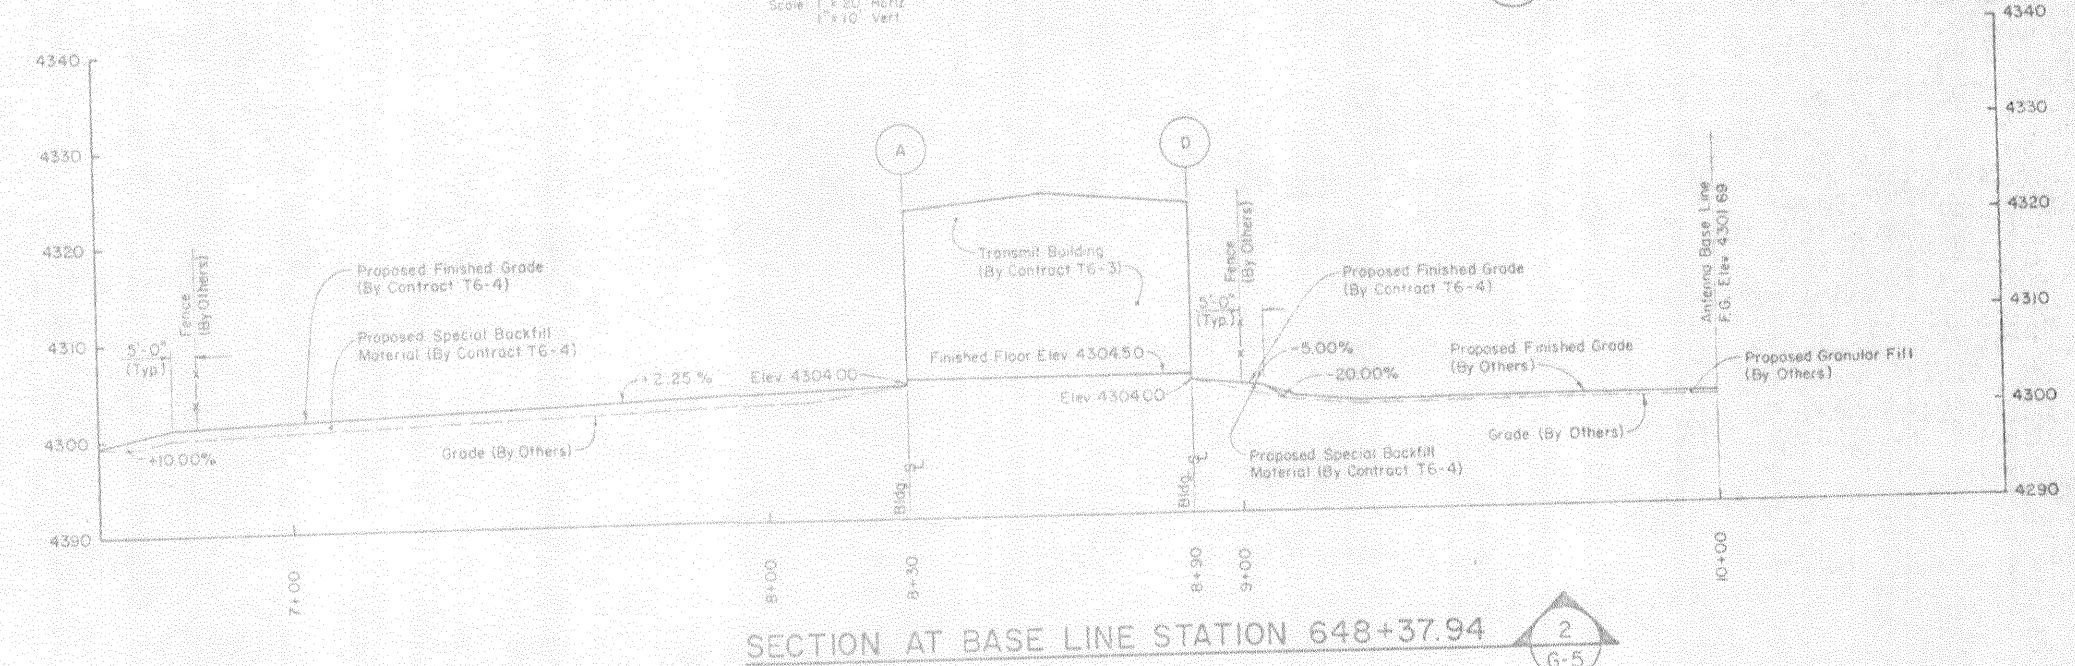 Scale 1" = 20' Horiz
1" = 10' Vert
4340
4330
4320
4310
4300
4390
4340
4330
4320
4310
4300
4290
A
D
5'-0"
(Typ)
Fence
(By Others)
Proposed Finished Grade
(By Contract T6-4)
Proposed Special Backfill
Material (By Contract T6-4)
+2.25 %
Elev 4304.00
+10.00%
Grade (By Others)
Transmit Building
(By Contract T6-3)
Finished Floor Elev 4304.50
Elev 4304.00
Bldg
Bldg
5'-0"
(Typ.)
Fence
(By Others)
Proposed Finished Grade
(By Contract T6-4)
-5.00%
-20.00%
Proposed Special Backfill
Material (By Contract T6-4)
Proposed Finished Grade
(By Others)
Grade (By Others)
Antenna Base Line
F.G. Elev 4301.69
Proposed Granular Fill
(By Others)
7+00
8+00
8+30
8+90
9+00
10+00
SECTION AT BASE LINE STATION 648+37.94
2
G-5